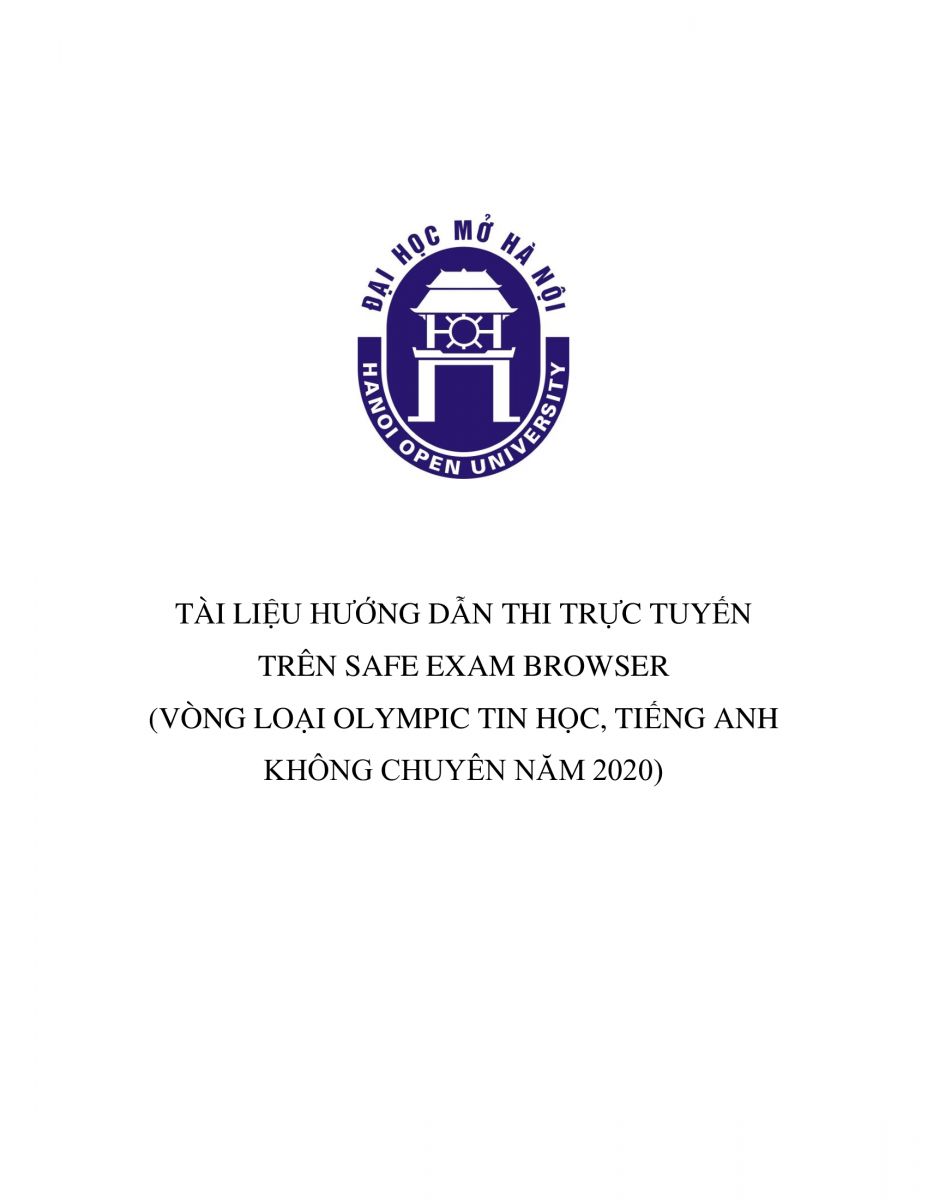 ĐẠI HỌC MỞ HÀ NỘI
HANOI OPEN UNIVERSITY
TÀI LIỆU HƯỚNG DẪN THI TRỰC TUYẾN
TRÊN SAFE EXAM BROWSER
(VÒNG LOẠI OLYMPIC TIN HỌC, TIẾNG ANH
KHÔNG CHUYÊN NĂM 2020)